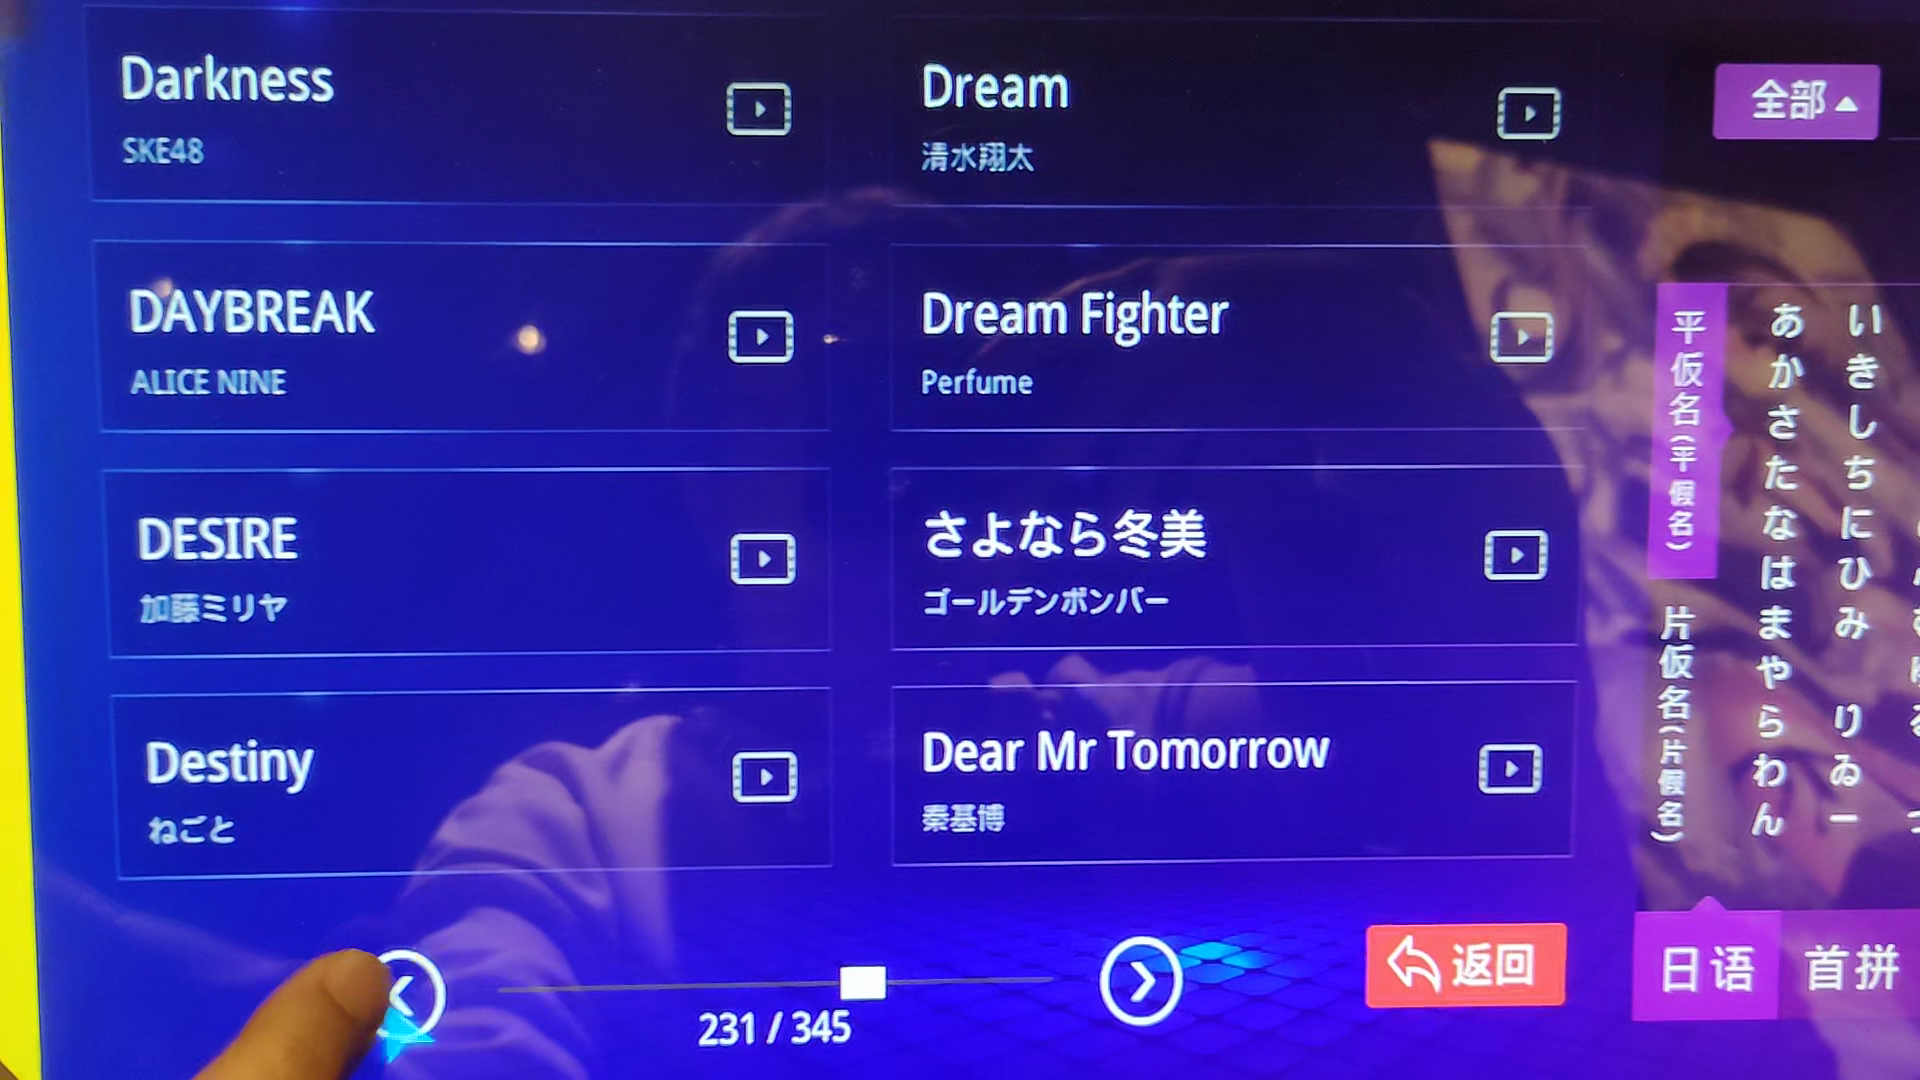 Darkness
SKE48
Dream
清水翔太
DAYBREAK
ALICE NINE
Dream Fighter
Perfume
DESIRE
加藤ミリヤ
さよなら冬美
ゴールデンボンバー
Destiny
ねごと
Dear Mr Tomorrow
秦基博
231 / 345
返回
全部
平仮名(平假名)
片仮名(片假名)
あかさたなはまやらわん
いきしちにひみ りゐー
日语
首拼